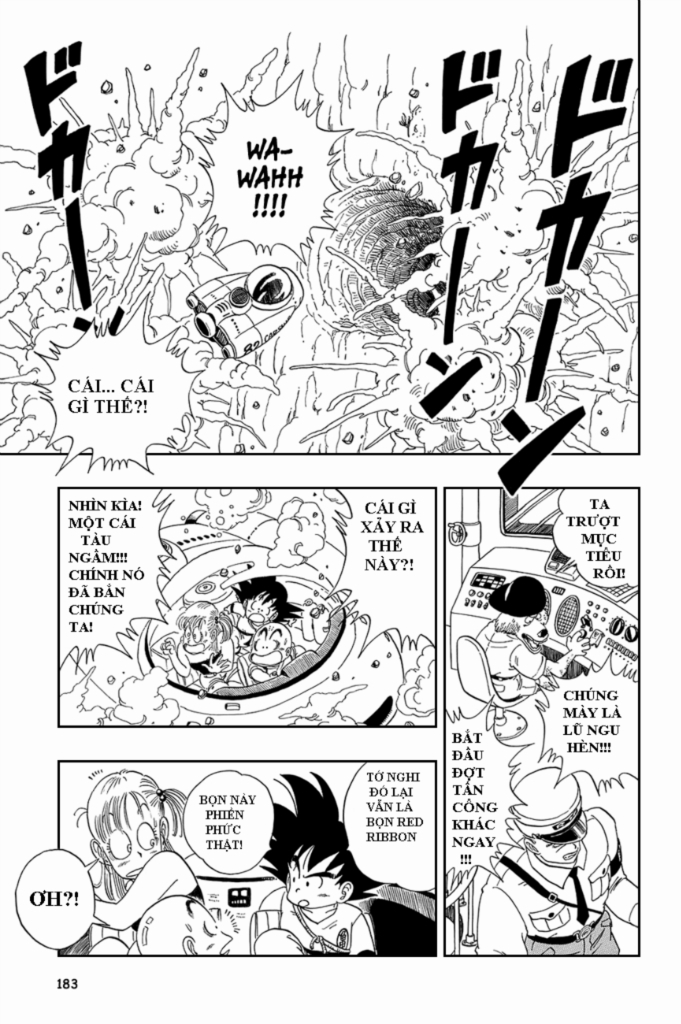 ドカーン
ドカーン
ドカー
WA-
WAHH
!!!!
CÁI... CÁI
GÌ THẾ?!
TA
TRƯỢT
MỤC
TIÊU
RỒI!
CHÚNG
MÀY LÀ
LŨ NGU
HÈN!!!
BẮT
ĐẦU
ĐỢT
TẤN
CÔNG
KHÁC
NGAY
!!!
CÁI GÌ
XẢY RA
THẾ
NÀY?!
NHÌN KÌA!
MỘT CÁI
TÀU
NGẦM!!!
CHÍNH NÓ
ĐÃ BẮN
CHÚNG
TA!
TỚ NGHI
ĐÓ LẠI
VẪN LÀ
BỌN RED
RIBBON
BỌN NÀY
PHIỀN
PHỨC
THẬT!
ƠH?!
183